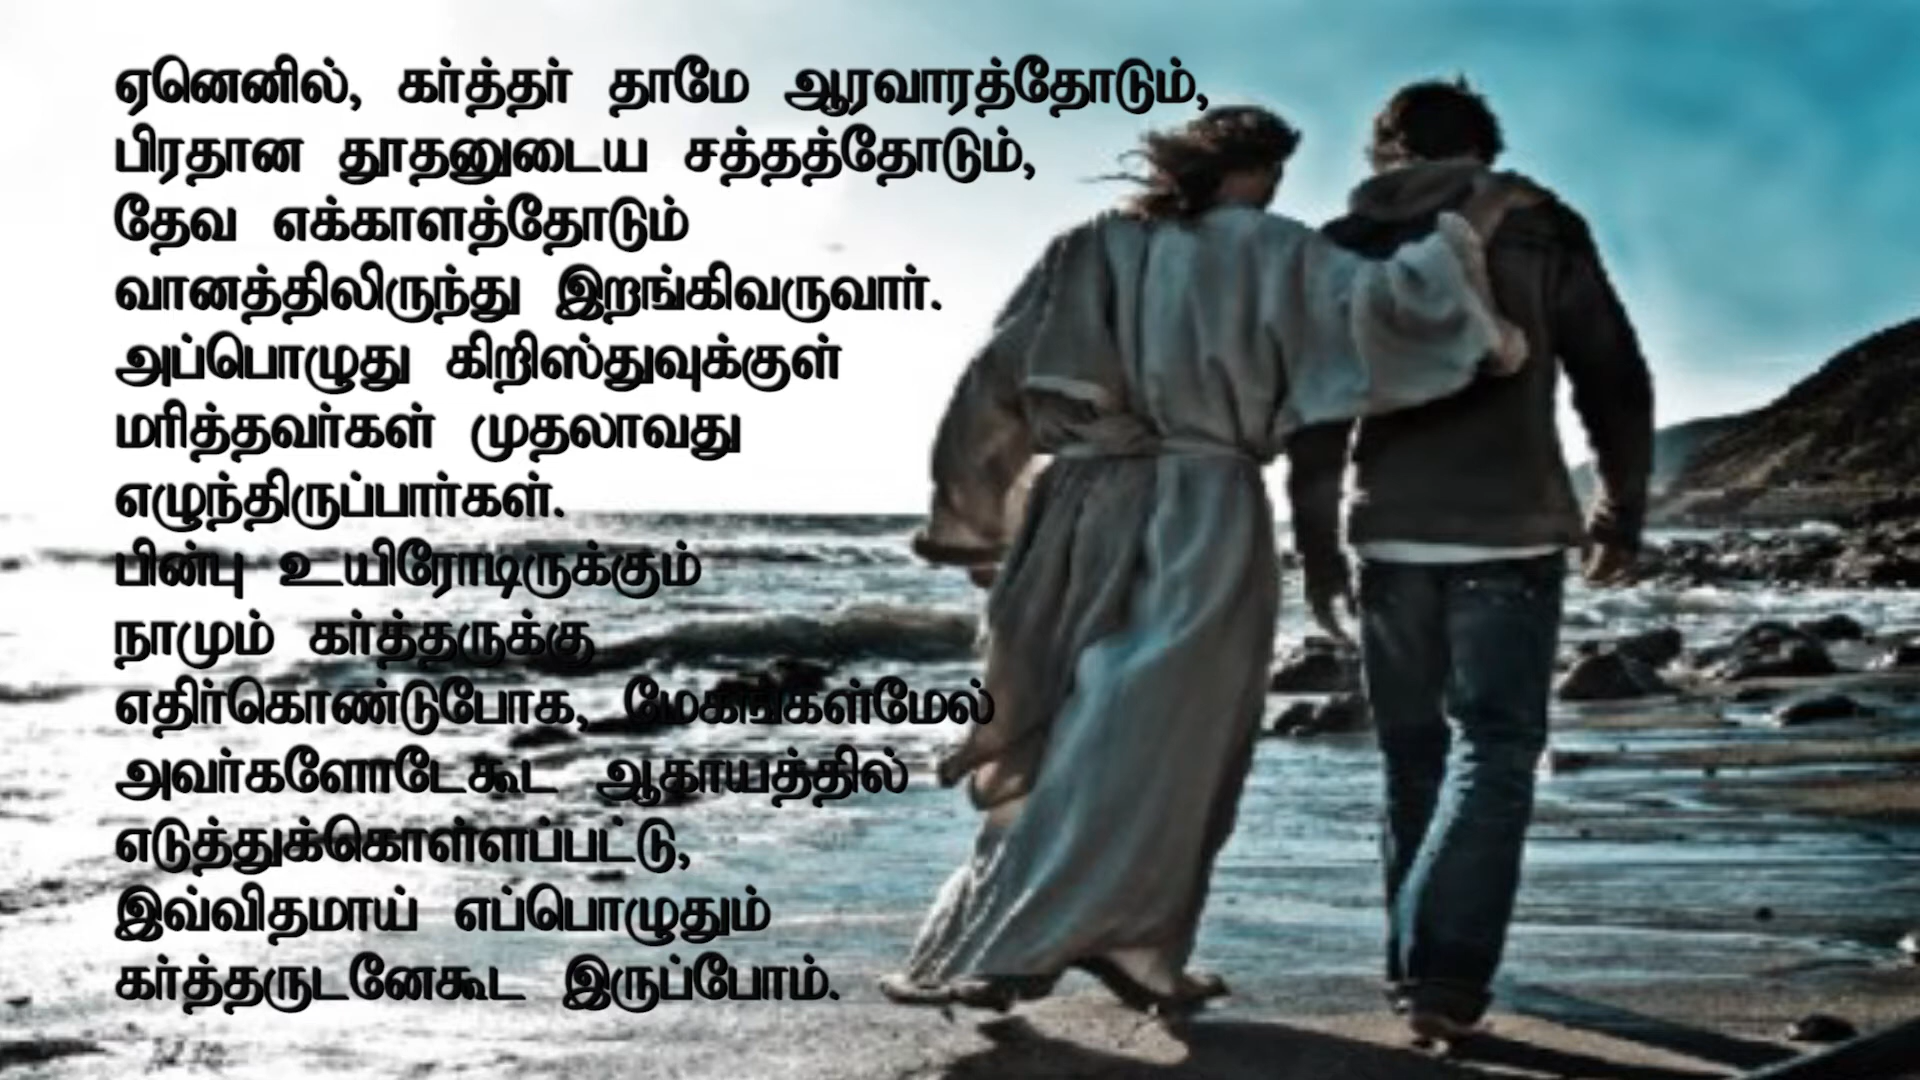 ஏனெனில், கர்த்தர் தாமே ஆரவாரத்தோடும்,
பிரதான தூதனுடைய சத்தத்தோடும்,
தேவ எக்காளத்தோடும்
வானத்திலிருந்து இறங்கிவருவார்.
அப்பொழுது கிறிஸ்துவுக்குள்
மரித்தவர்கள் முதலாவது
எழுந்திருப்பார்கள்.
பின்பு உயிரோடிருக்கும்
நாமும் கர்த்தருக்கு
எதிர்கொண்டுபோக, மேகங்கள்மேல்
அவர்களோடேகூட ஆகாயத்தில்
எடுத்துக்கொள்ளப்பட்டு,
இவ்விதமாய் எப்பொழுதும்
கர்த்தருடனேகூட இருப்போம்.